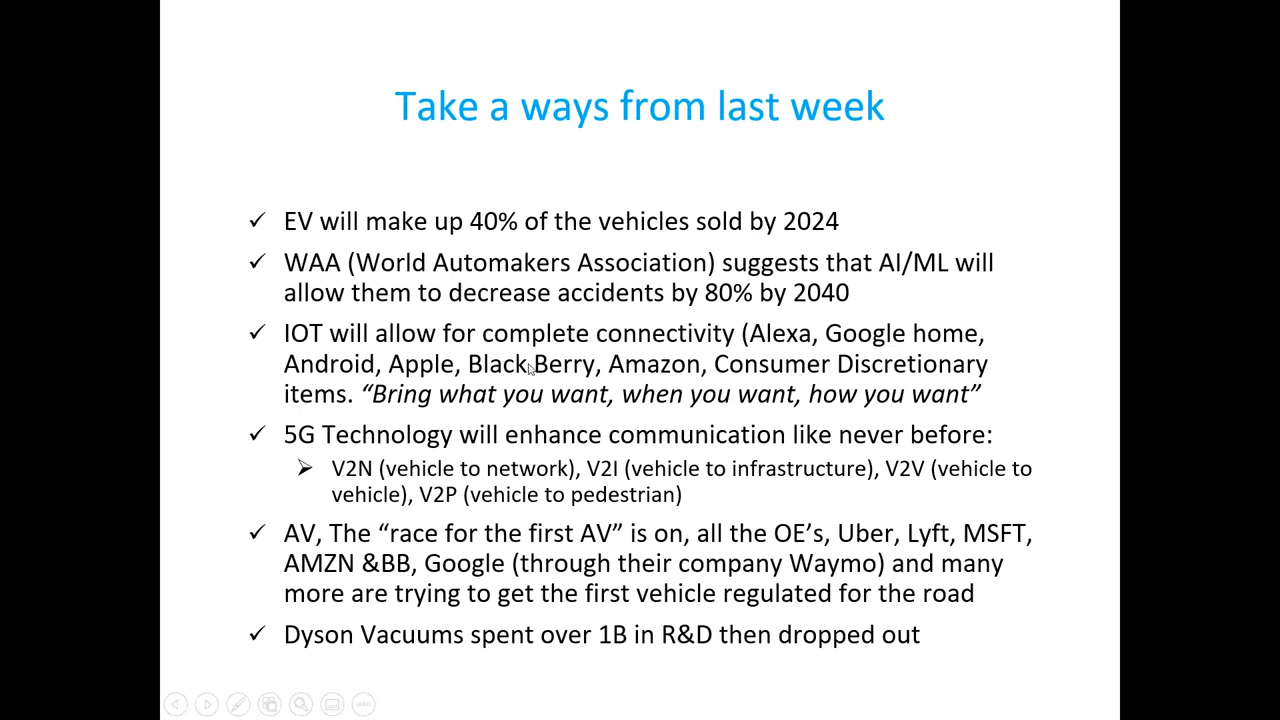 Take a ways from last week
✓ EV will make up 40% of the vehicles sold by 2024
✓ WAA (World Automakers Association) suggests that AI/ML will
allow them to decrease accidents by 80% by 2040
✓ IOT will allow for complete connectivity (Alexa, Google home,
Android, Apple, BlackBerry, Amazon, Consumer Discretionary
items. “Bring what you want, when you want, how you want”
✓ 5G Technology will enhance communication like never before:
➢ V2N (vehicle to network), V2I (vehicle to infrastructure), V2V (vehicle to
vehicle), V2P (vehicle to pedestrian)
✓ AV, The “race for the first AV” is on, all the OE’s, Uber, Lyft, MSFT,
AMZN &BB, Google (through their company Waymo) and many
more are trying to get the first vehicle regulated for the road
✓ Dyson Vacuums spent over 1B in R&D then dropped out